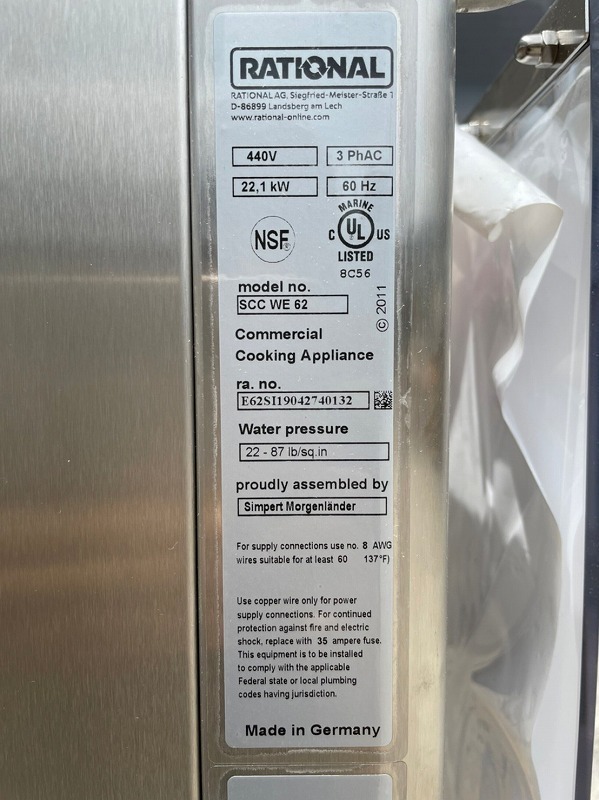 RATIONAL
RATIONAL AG, Siegfried-Meister-Straße 1
D-86899 Landsberg am Lech
www.rational-online.com
440V 3 PhAC
22,1 kW 60 Hz
NSF®
MARINE
C UL US
LISTED
8C56
model no.
SCC WE 62
© 2011
Commercial
Cooking Appliance
ra. no.
E62SI19042740132
Water pressure
22 - 87 lb/sq.in
proudly assembled by
Simpert Morgenländer
For supply connections use no. 8 AWG
wires suitable for at least 60 137°F)
Use copper wire only for power
supply connections. For continued
protection against fire and electric
shock, replace with 35 ampere fuse.
This equipment is to be installed
to comply with the applicable
Federal state or local plumbing
codes having jurisdiction.
Made in Germany